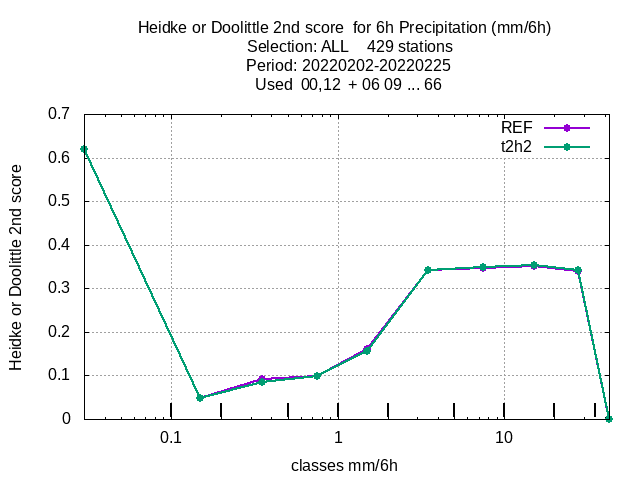 Heidke or Doolittle 2nd score  for 6h Precipitation (mm/6h)
Selection: ALL    429 stations
Period: 20220202-20220225
Used  00,12  + 06 09 ... 66
REF
t2h2
Heidke or Doolittle 2nd score
0.7
0.6
0.5
0.4
0.3
0.2
0.1
0
0.1 1 10
classes mm/6h